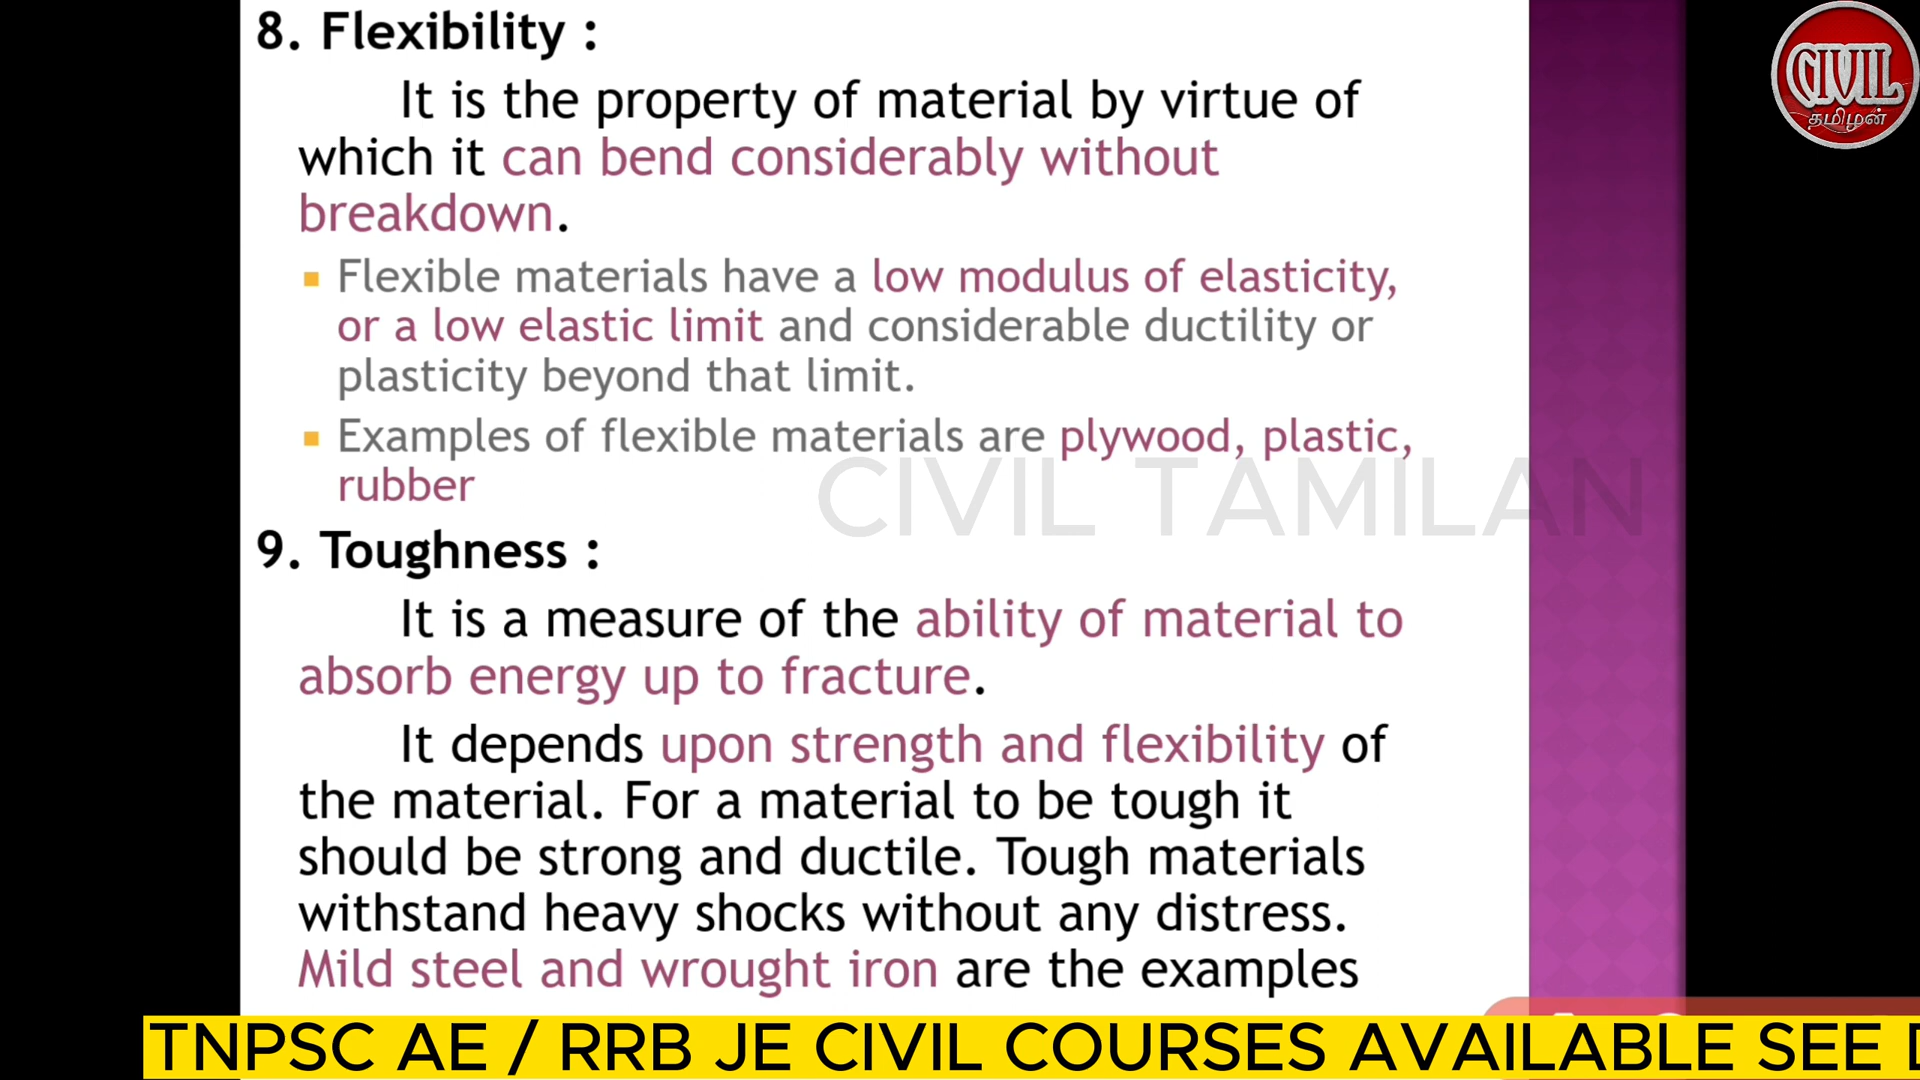 8. Flexibility :
It is the property of material by virtue of
which it can bend considerably without
breakdown.
Flexible materials have a low modulus of elasticity,
or a low elastic limit and considerable ductility or
plasticity beyond that limit.
Examples of flexible materials are plywood, plastic,
rubber
CIVIL TAMILAN
9. Toughness :
It is a measure of the ability of material to
absorb energy up to fracture.
It depends upon strength and flexibility of
the material. For a material to be tough it
should be strong and ductile. Tough materials
withstand heavy shocks without any distress.
Mild steel and wrought iron are the examples
CIVIL
தமிழன்
TNPSC AE / RRB JE CIVIL COURSES AVAILABLE SEE